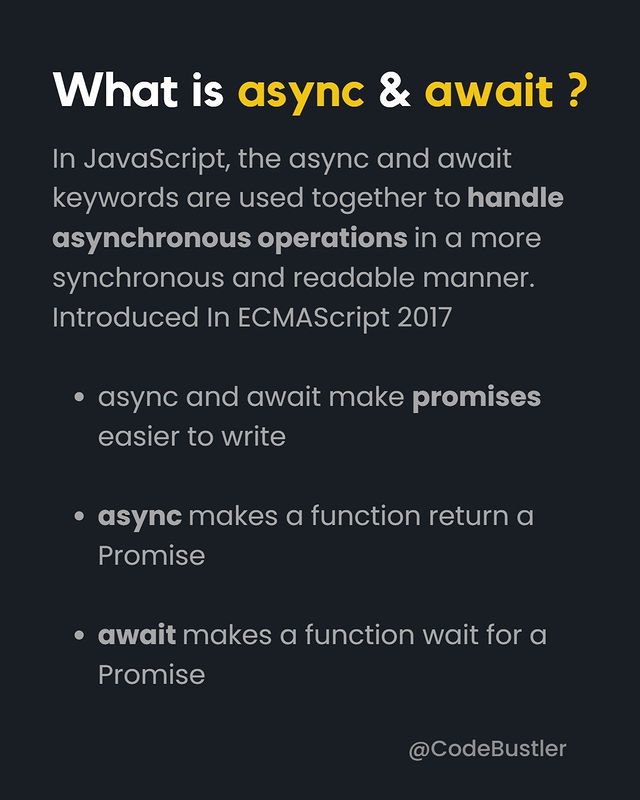 What is async & await ?
In JavaScript, the async and await
keywords are used together to handle
asynchronous operations in a more
synchronous and readable manner.
Introduced In ECMAScript 2017
• async and await make promises
easier to write
• async makes a function return a
Promise
• await makes a function wait for a
Promise
@CodeBustler